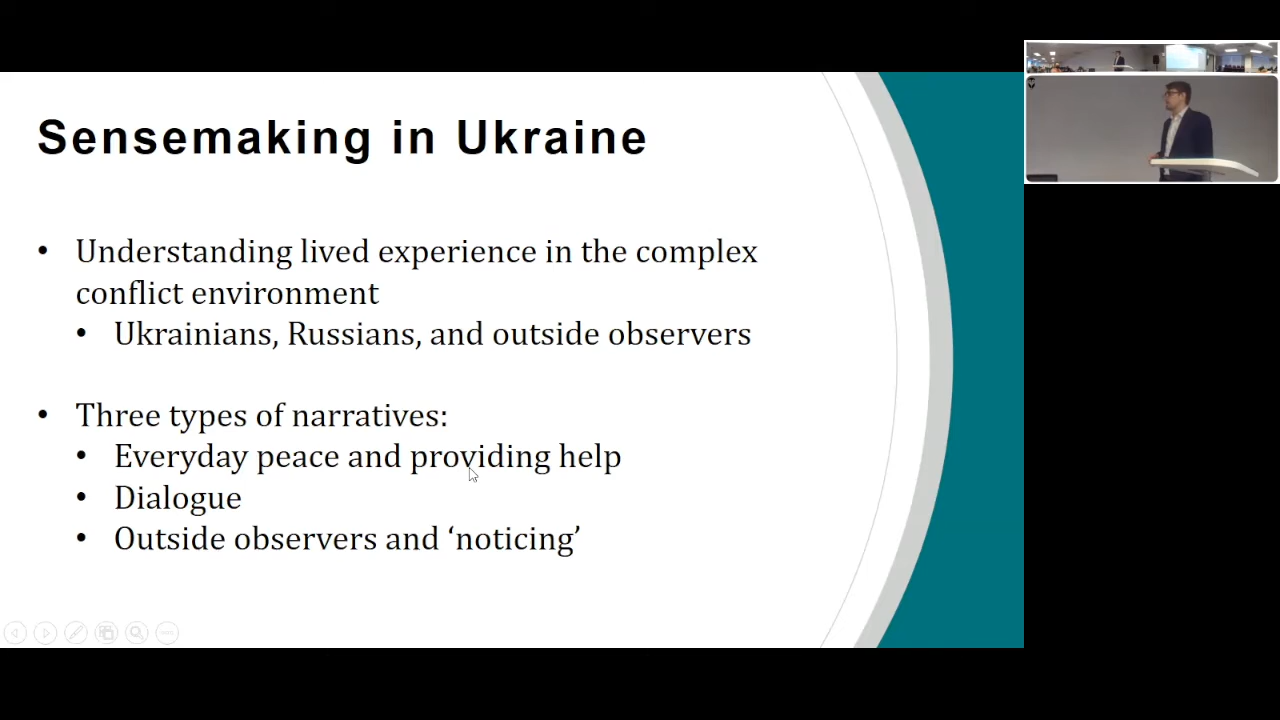 Sensemaking in Ukraine
• Understanding lived experience in the complex
conflict environment
• Ukrainians, Russians, and outside observers
• Three types of narratives:
• Everyday peace and providing help
• Dialogue
• Outside observers and ‘noticing’